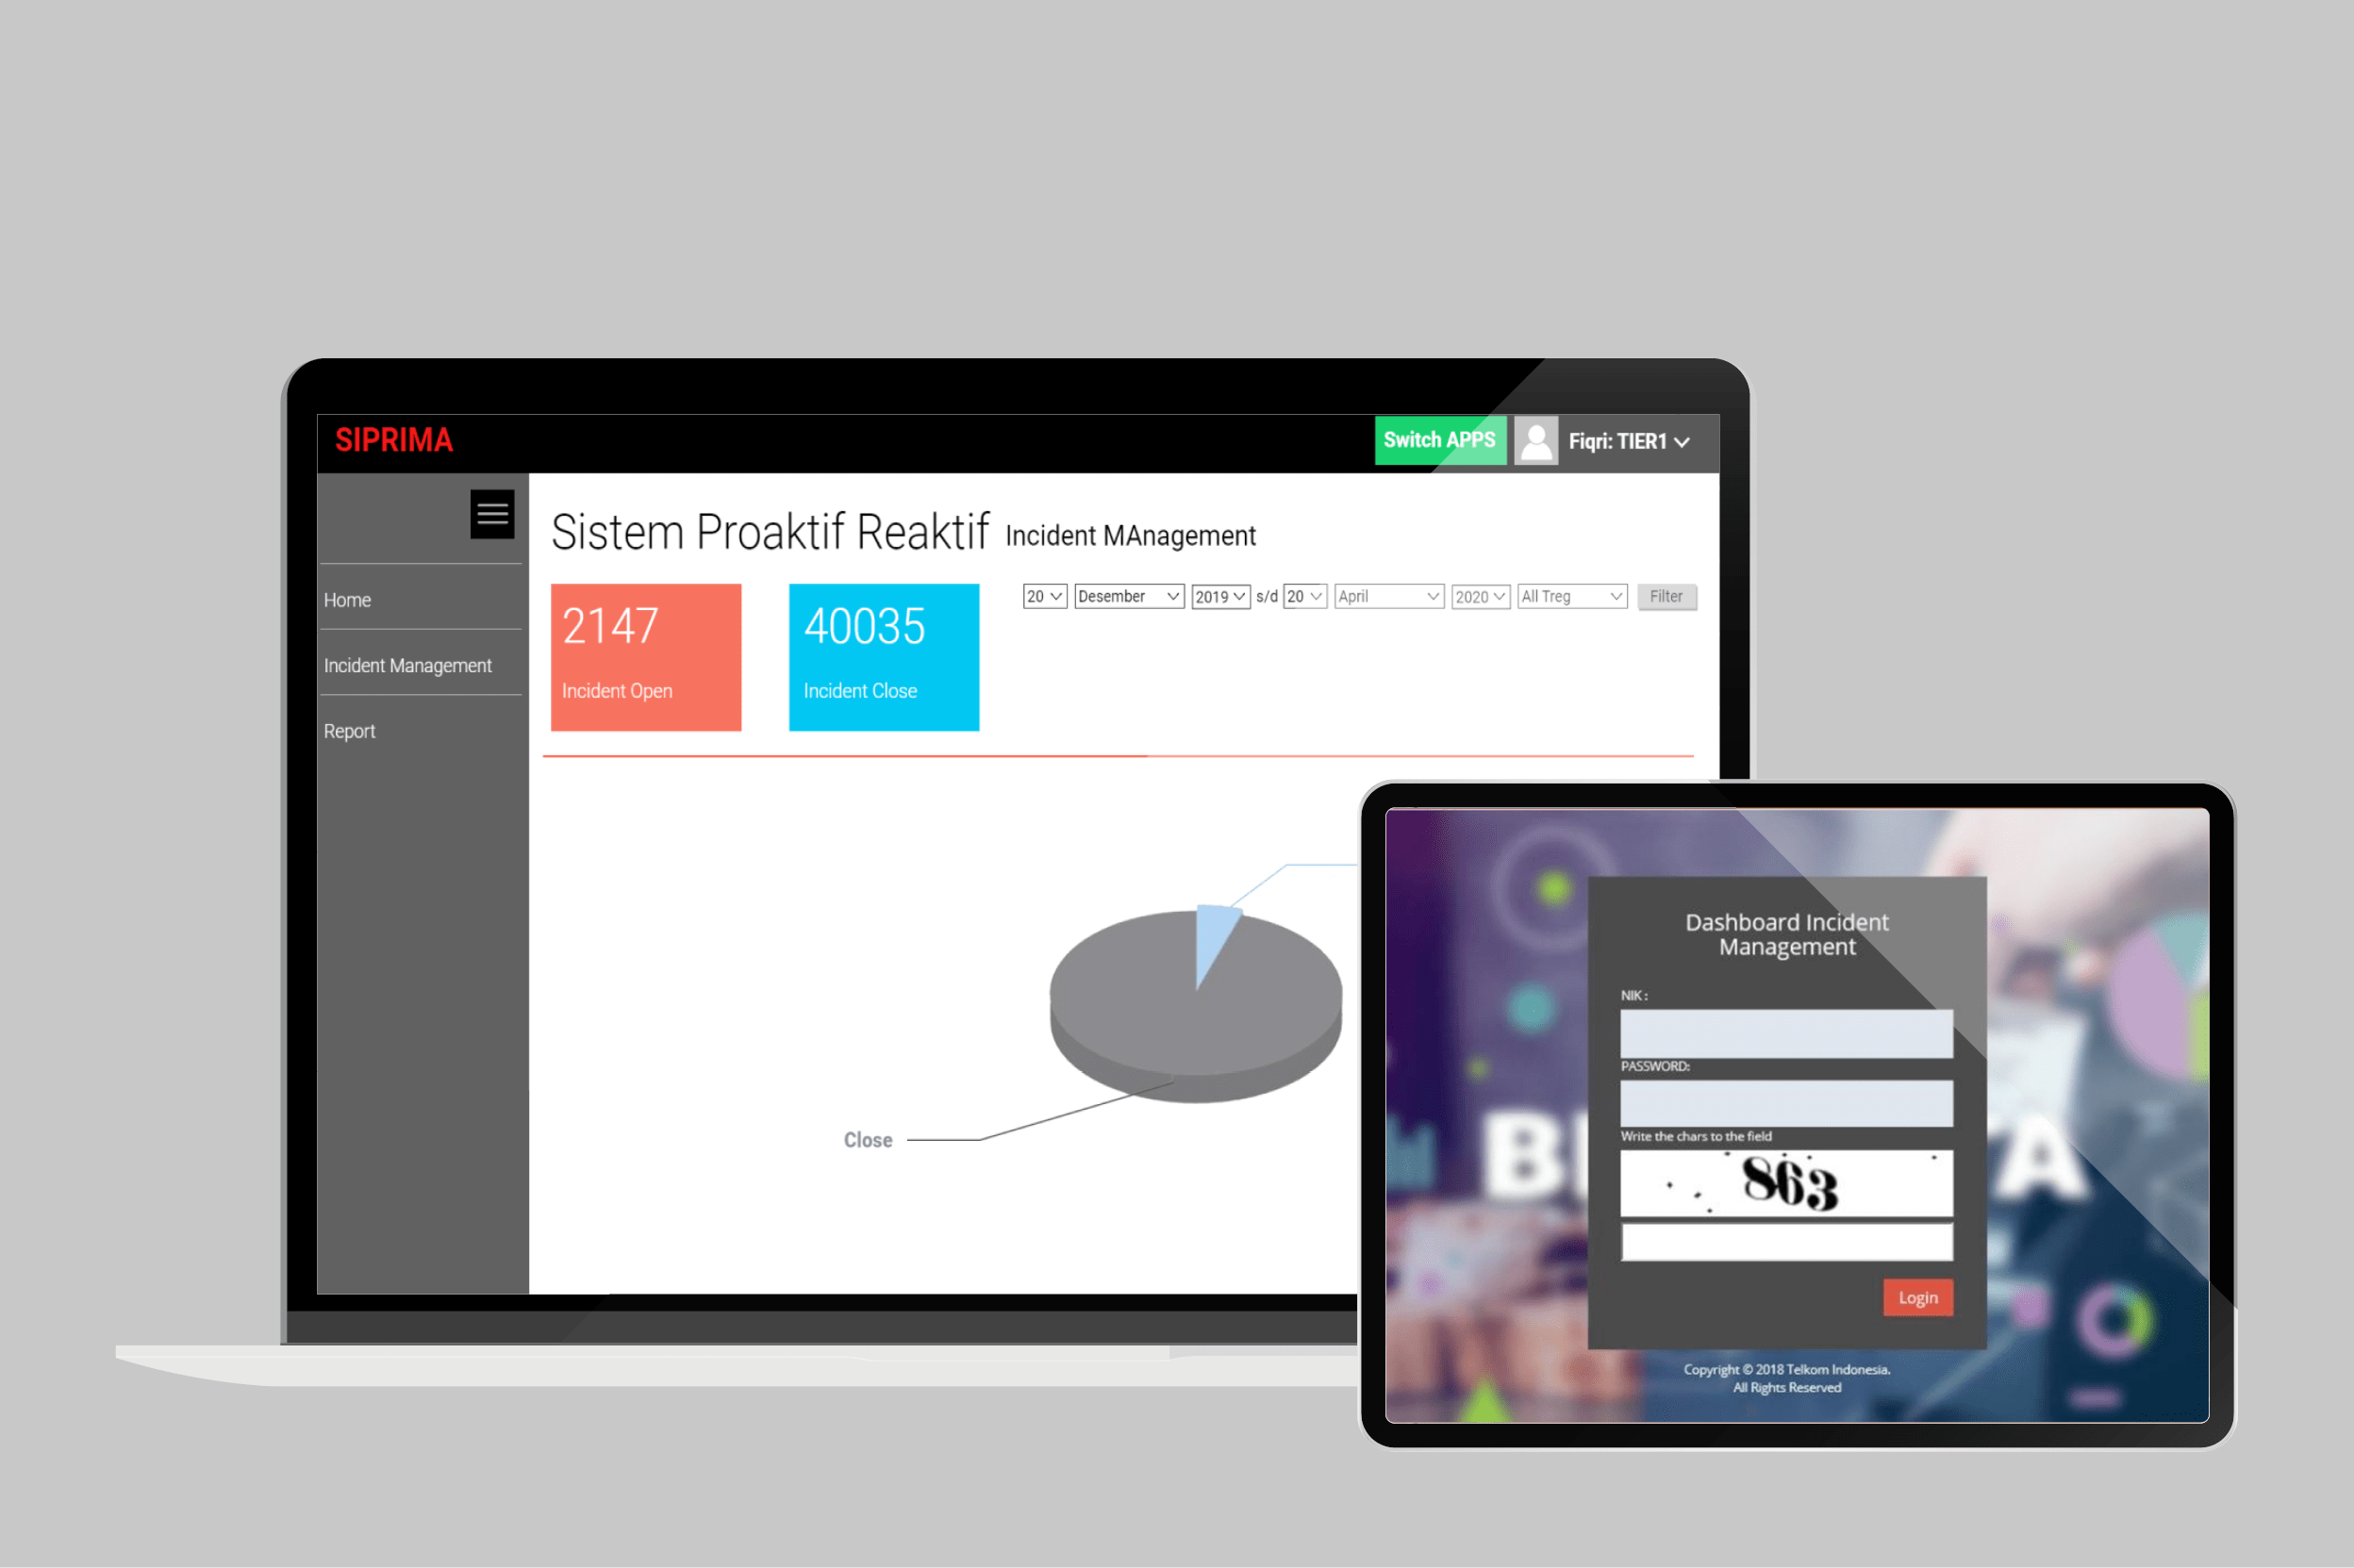 SIPRIMA
Switch APPS
Fiqri: TIER1
Sistem Proaktif Reaktif Incident MAnagement
2147
Incident Open
40035
Incident Close
20 Desember 2019 s/d 20 April 2020 All Treg Filter
Home
Incident Management
Report
Close
Dashboard Incident
Management
NIK :
PASSWORD:
Write the chars to the field
863
Login
Copyright © 2018 Telkom Indonesia.
All Rights Reserved